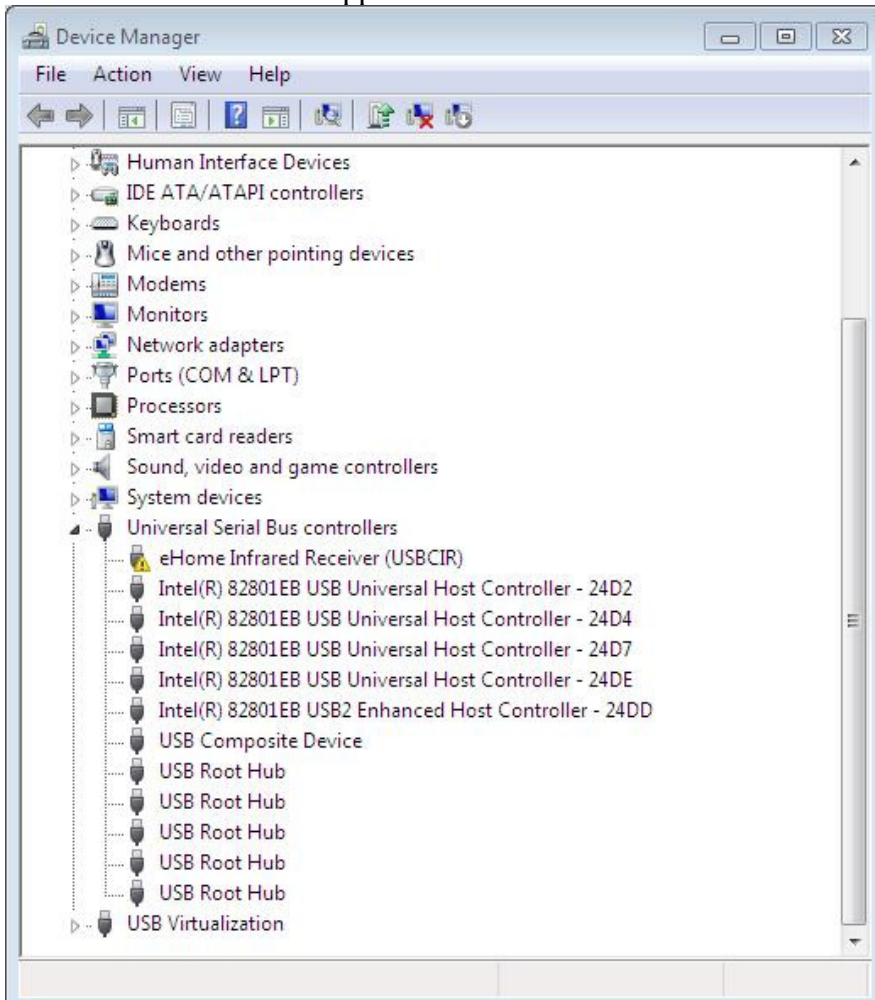 Device Manager
File Action View Help
Human Interface Devices
IDE ATA/ATAPI controllers
Keyboards
Mice and other pointing devices
Modems
Monitors
Network adapters
Ports (COM & LPT)
Processors
Smart card readers
Sound, video and game controllers
System devices
Universal Serial Bus controllers
eHome Infrared Receiver (USBCIR)
Intel(R) 82801EB USB Universal Host Controller - 24D2
Intel(R) 82801EB USB Universal Host Controller - 24D4
Intel(R) 82801EB USB Universal Host Controller - 24D7
Intel(R) 82801EB USB Universal Host Controller - 24DE
Intel(R) 82801EB USB2 Enhanced Host Controller - 24DD
USB Composite Device
USB Root Hub
USB Root Hub
USB Root Hub
USB Root Hub
USB Root Hub
USB Virtualization